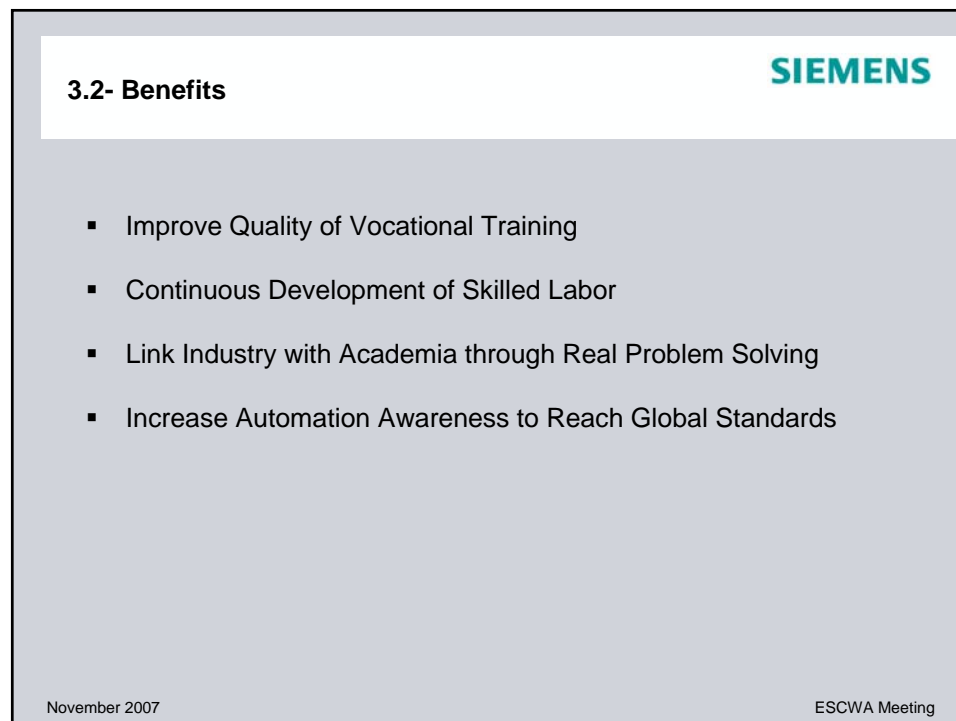 3.2- Benefits
SIEMENS
▪ Improve Quality of Vocational Training
▪ Continuous Development of Skilled Labor
▪ Link Industry with Academia through Real Problem Solving
▪ Increase Automation Awareness to Reach Global Standards
November 2007
ESCWA Meeting